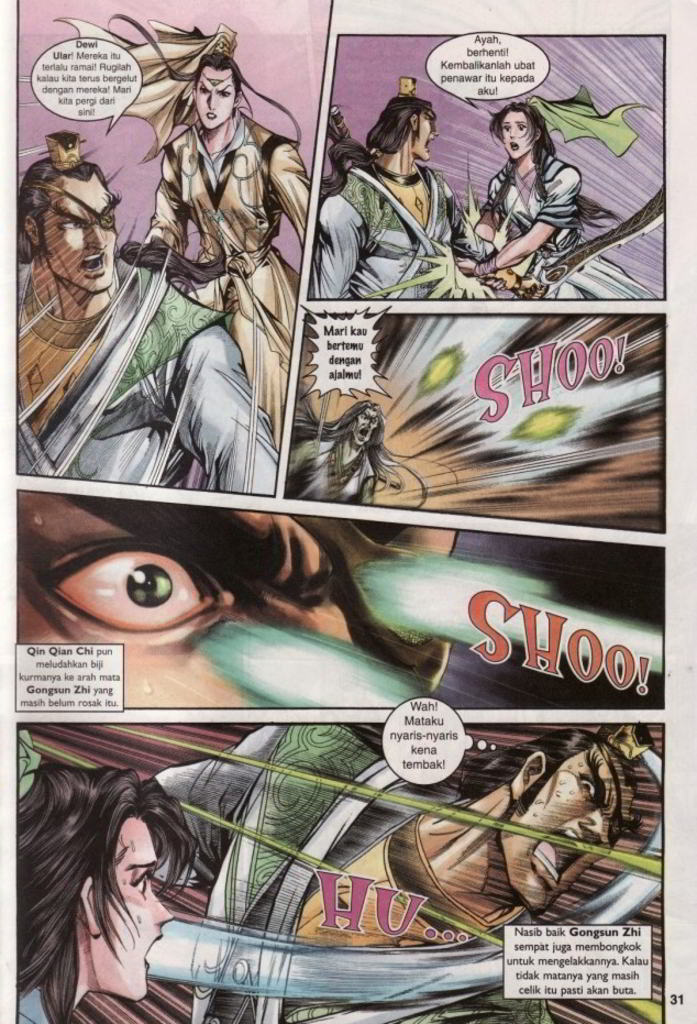 Dewi
Ular! Mereka itu
terlalu ramai! Rugilah
kalau kita terus bergelut
dengan mereka! Mari
kita pergi dari
sini!
Ayah,
berhenti!
Kembalikanlah ubat
penawar itu kepada
aku!
Mari kau
bertemu
dengan
ajalmu!
SHOO!
SHOO!
Qin Qian Chi pun
meludahkan biji
kurmanya ke arah mata
Gongsun Zhi yang
masih belum rosak itu.
Wah!
Mataku
nyaris-nyaris
kena
tembak!
HU...
Nasib baik Gongsun Zhi
sempat juga membongkok
untuk mengelakkannya. Kalau
tidak matanya yang masih
celik itu pasti akan buta.
31